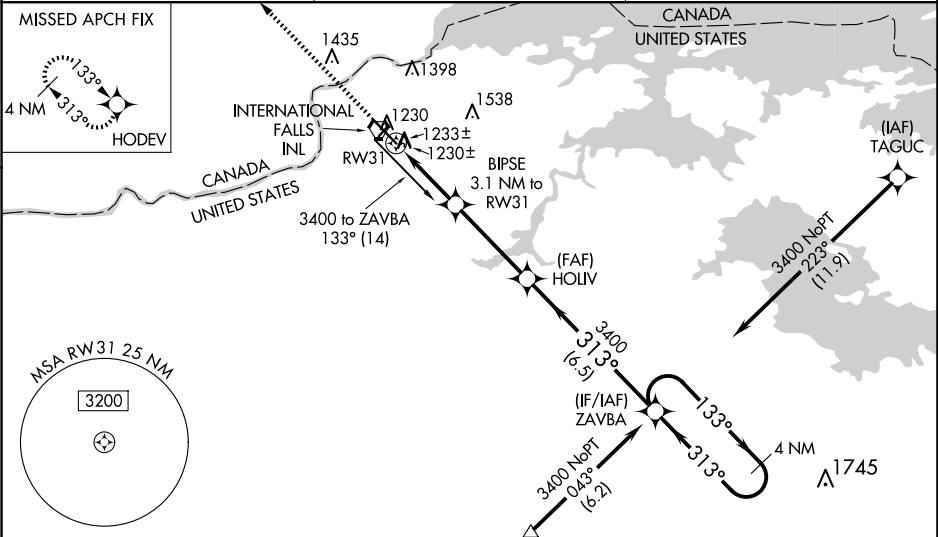 MISSED APCH FIX
133°
313°
4 NM
HODEV
1435
1398
CANADA
UNITED STATES
1538
1230
INTERNATIONAL
FALLS
INL
RW31
1233±
1230±
CANADA
UNITED STATES
BIPSE
3.1 NM to
RW31
3400 to ZAVBA
133° (14)
(IAF)
TAGUC
3400 NoPT
223°
(11.9)
(FAF)
HOLIV
3400
313°
(6.5)
MSA RW31 25 NM
3200
(IF/IAF)
ZAVBA
133°
313°
4 NM
1745
3400 NoPT
043°
(6.2)